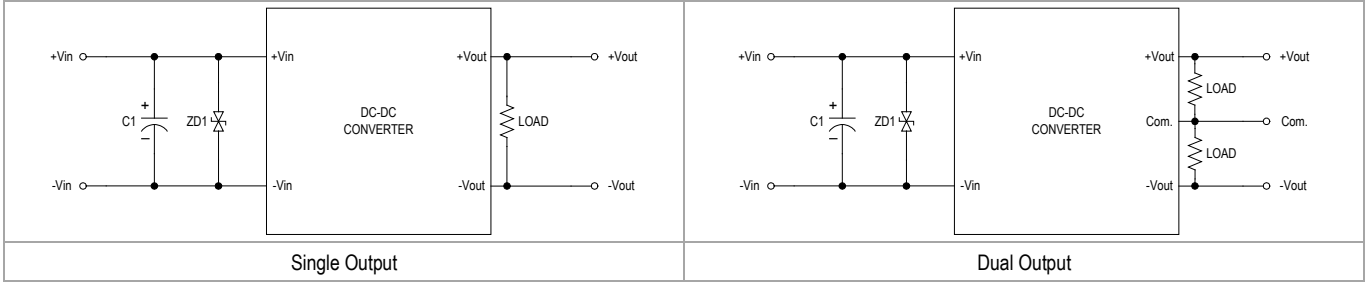 +Vin +Vin +Vout +Vout
C1 + ZD1 DC-DC LOAD
CONVERTER
-Vin -Vin -Vout -Vout
Single Output
+Vin +Vin +Vout +Vout
LOAD
C1 + ZD1 DC-DC Com. Com.
CONVERTER
LOAD
-Vin -Vin -Vout -Vout
Dual Output